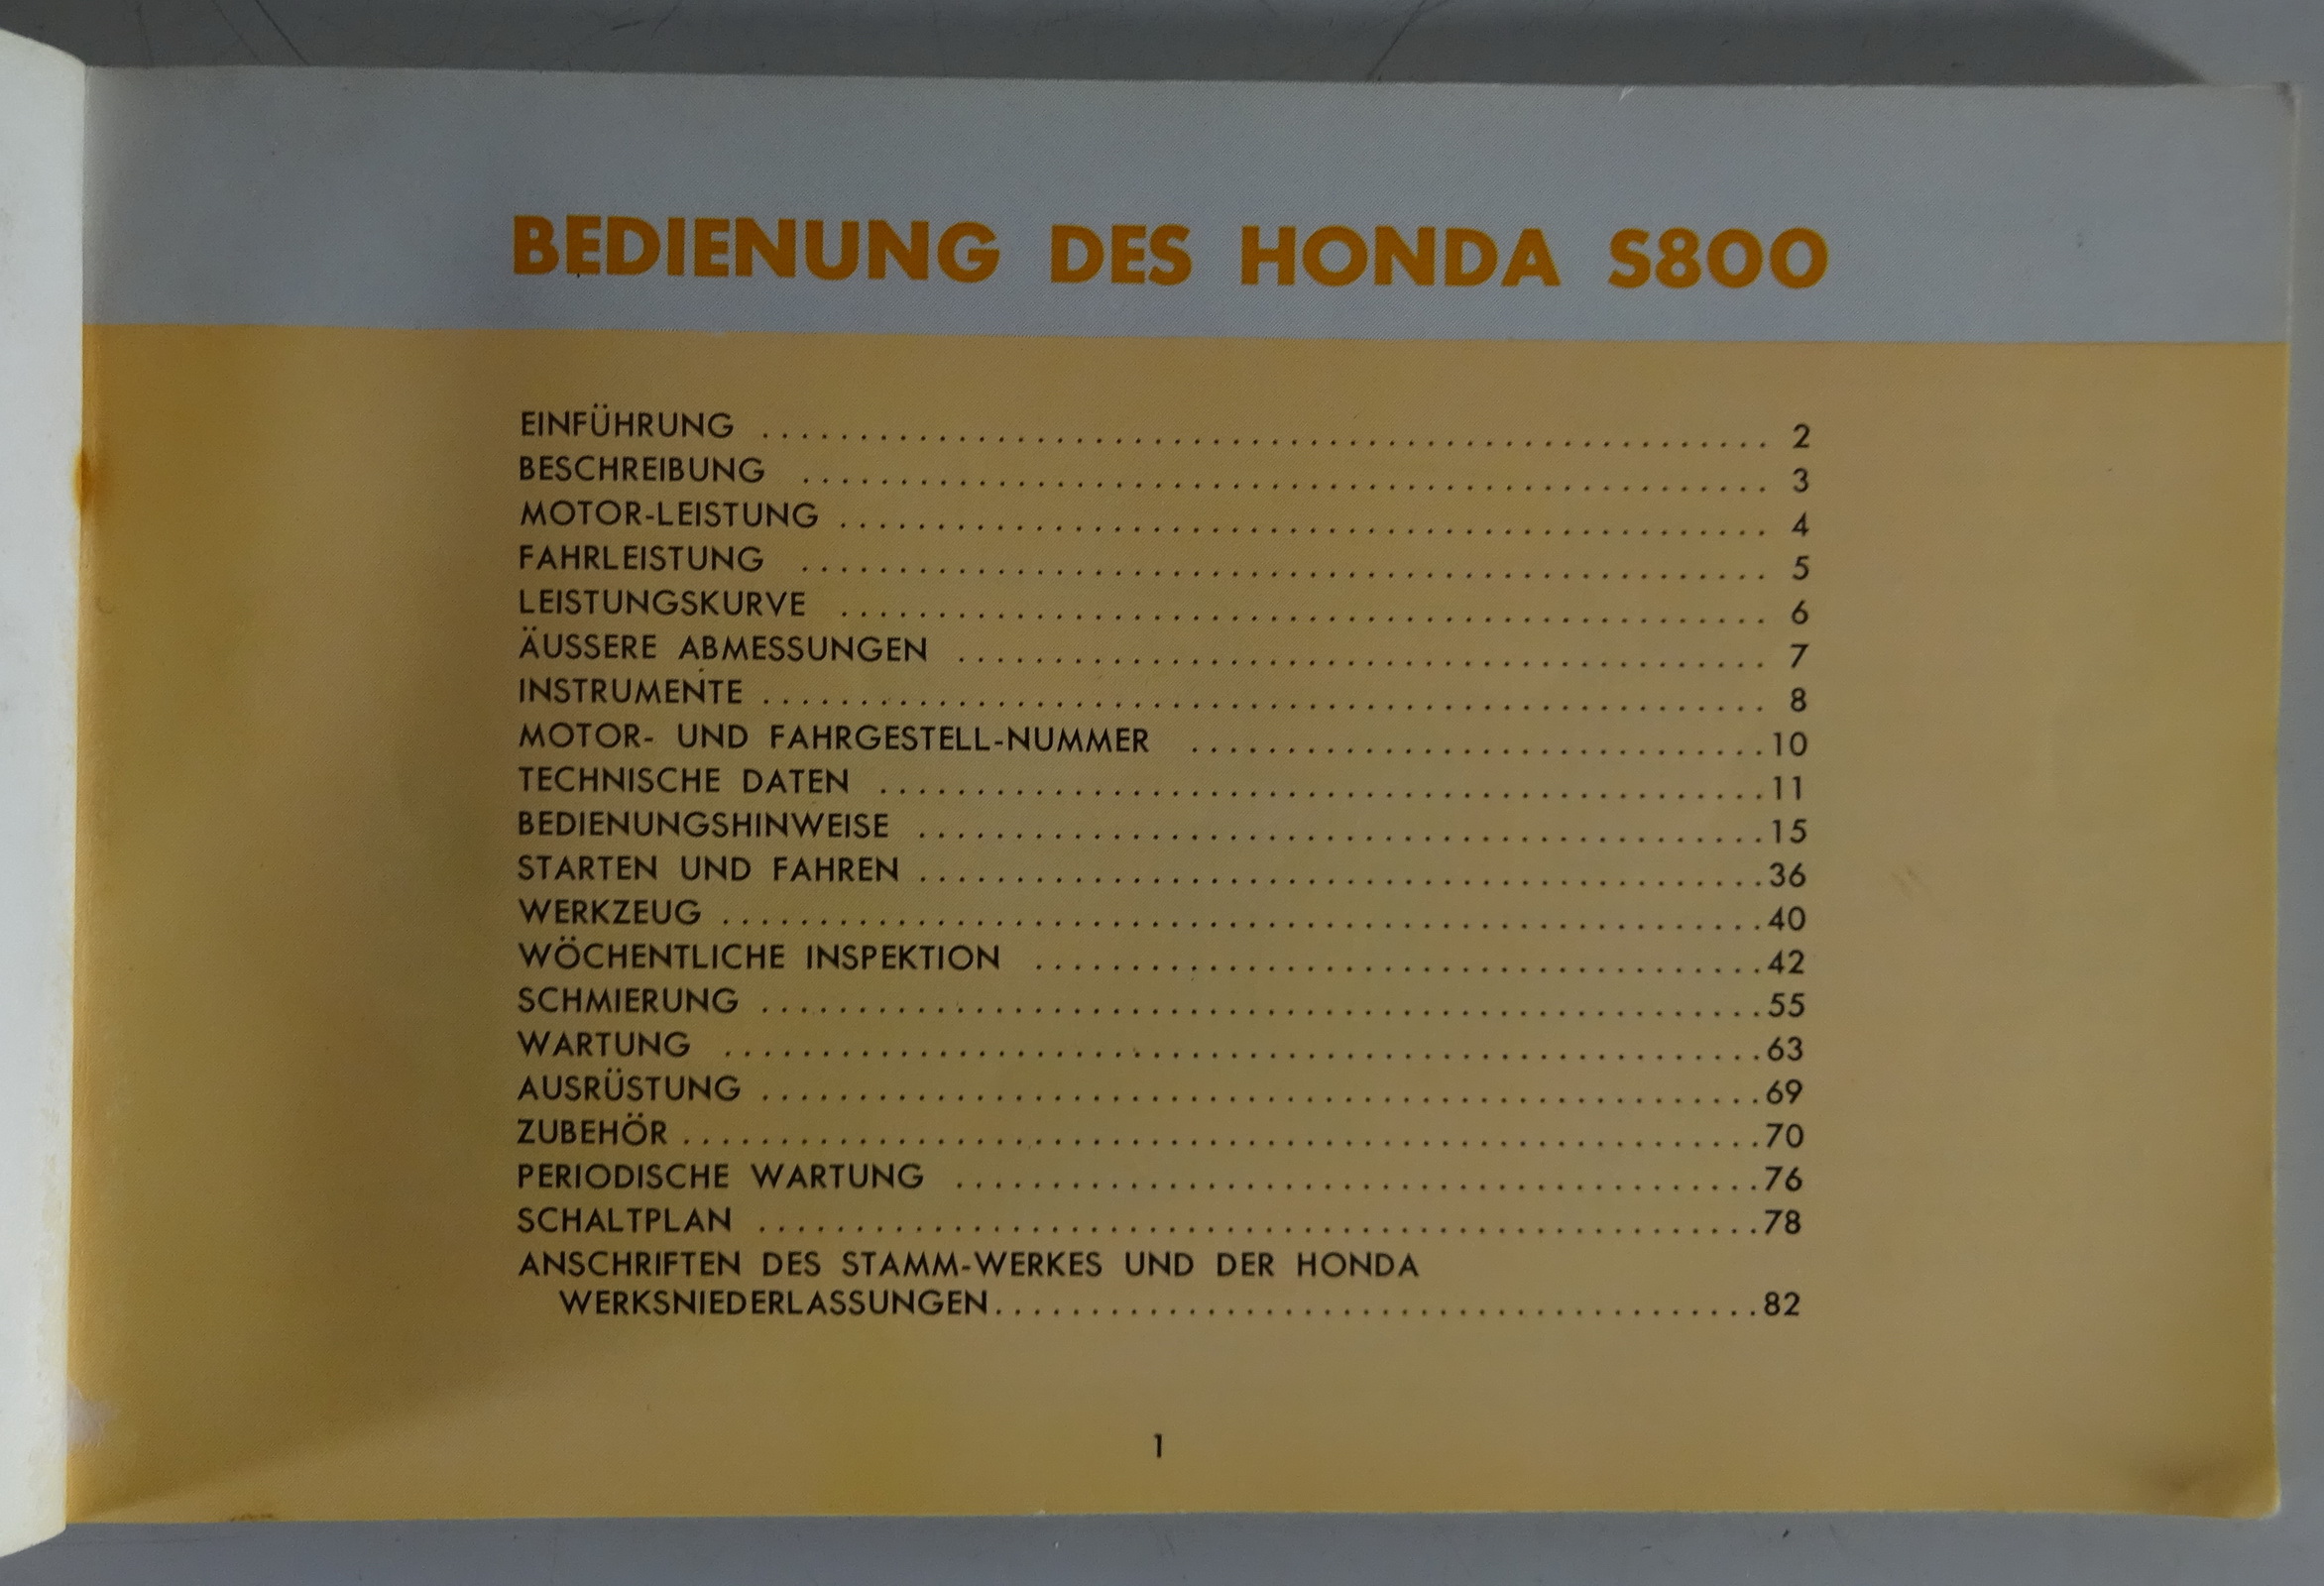 BEDIENUNG DES HONDA S800
EINFÜHRUNG ........................................ 2
BESCHREIBUNG ........................................ 3
MOTOR-LEISTUNG ........................................ 4
FAHRLEISTUNG ........................................ 5
LEISTUNGSKURVE ........................................ 6
ÄUSSERE ABMESSUNGEN ........................................ 7
INSTRUMENTE ........................................ 8
MOTOR- UND FAHRGESTELL-NUMMER ........................................ 10
TECHNISCHE DATEN ........................................ 11
BEDIENUNGSHINWEISE ........................................ 15
STARTEN UND FAHREN ........................................ 36
WERKZEUG ........................................ 40
WÖCHENTLICHE INSPEKTION ........................................ 42
SCHMIERUNG ........................................ 55
WARTUNG ........................................ 63
AUSRÜSTUNG ........................................ 69
ZUBEHÖR ........................................ 70
PERIODISCHE WARTUNG ........................................ 76
SCHALTPLAN ........................................ 78
ANSCHRIFTEN DES STAMM-WERKES UND DER HONDA
WERKSNIEDERLASSUNGEN ........................................ 82
1